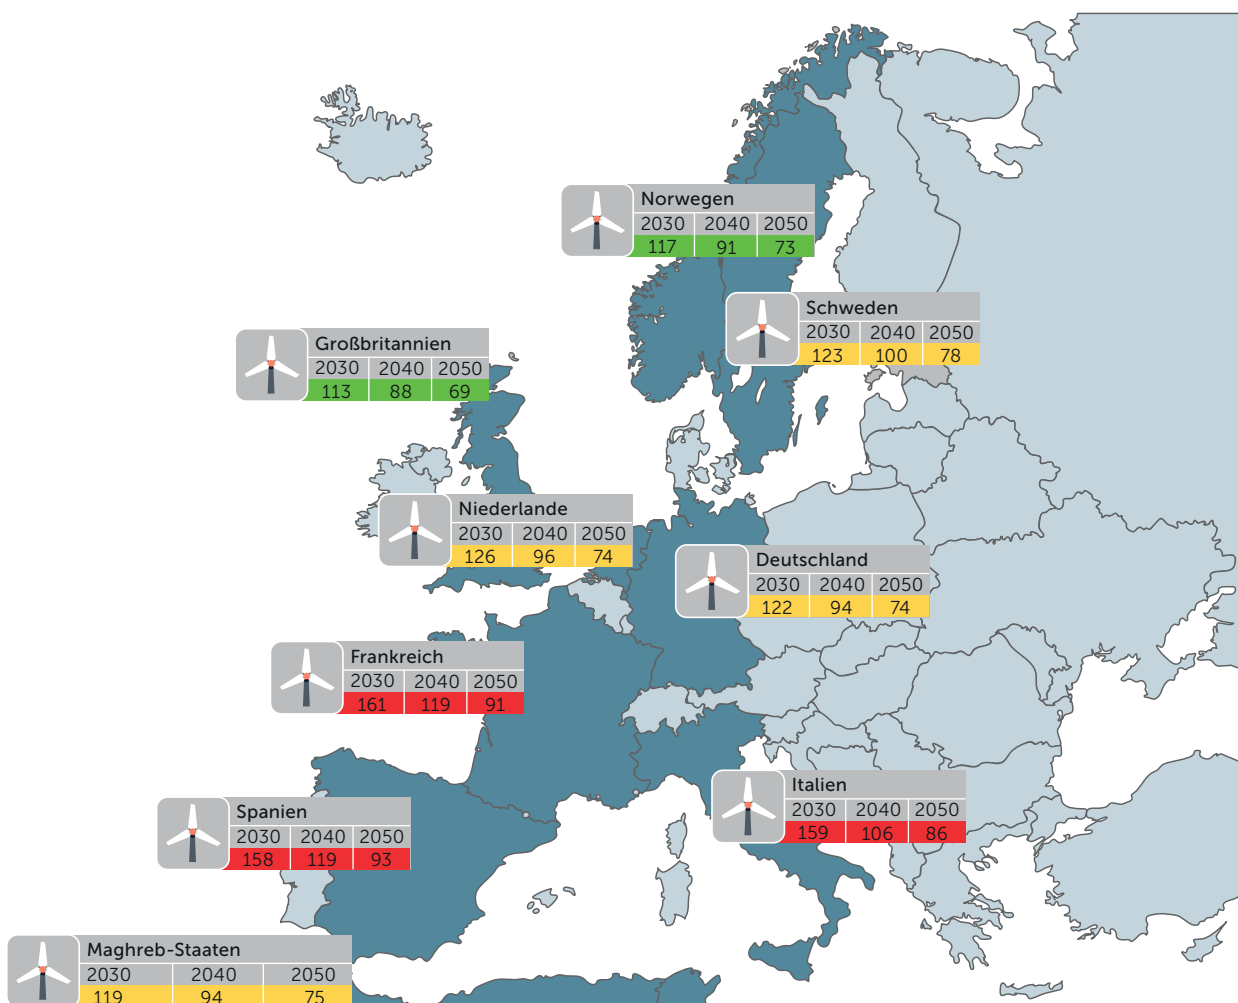 Norwegen
2030 2040 2050
117 91 73
Schweden
2030 2040 2050
123 100 78
Großbritannien
2030 2040 2050
113 88 69
Niederlande
2030 2040 2050
126 96 74
Deutschland
2030 2040 2050
122 94 74
Frankreich
2030 2040 2050
161 119 91
Italien
2030 2040 2050
159 106 86
Spanien
2030 2040 2050
158 119 93
Maghreb-Staaten
2030 2040 2050
119 94 75